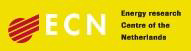 ECN
Energy research
Centre of the
Netherlands